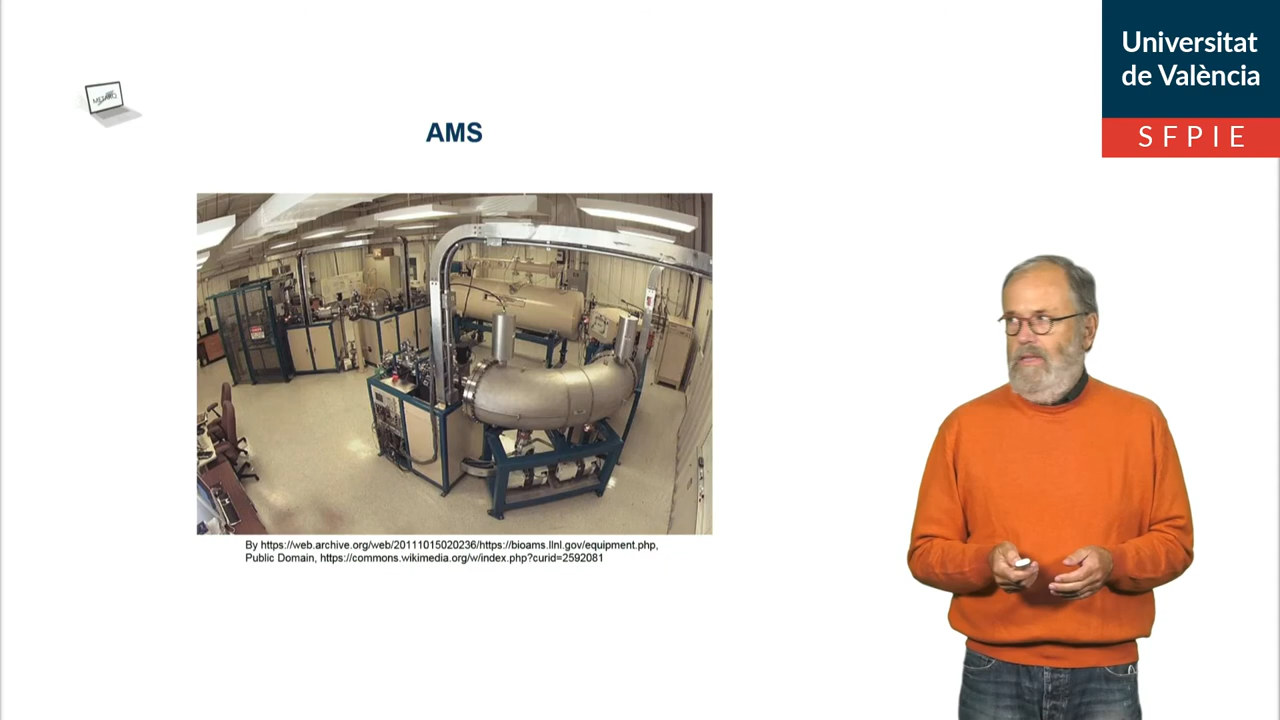 Universitat
de València
SFPIE
METARQ
AMS
By https://web.archive.org/web/20111015020236/https://bioams.llnl.gov/equipment.php,
Public Domain, https://commons.wikimedia.org/w/index.php?curid=2592081